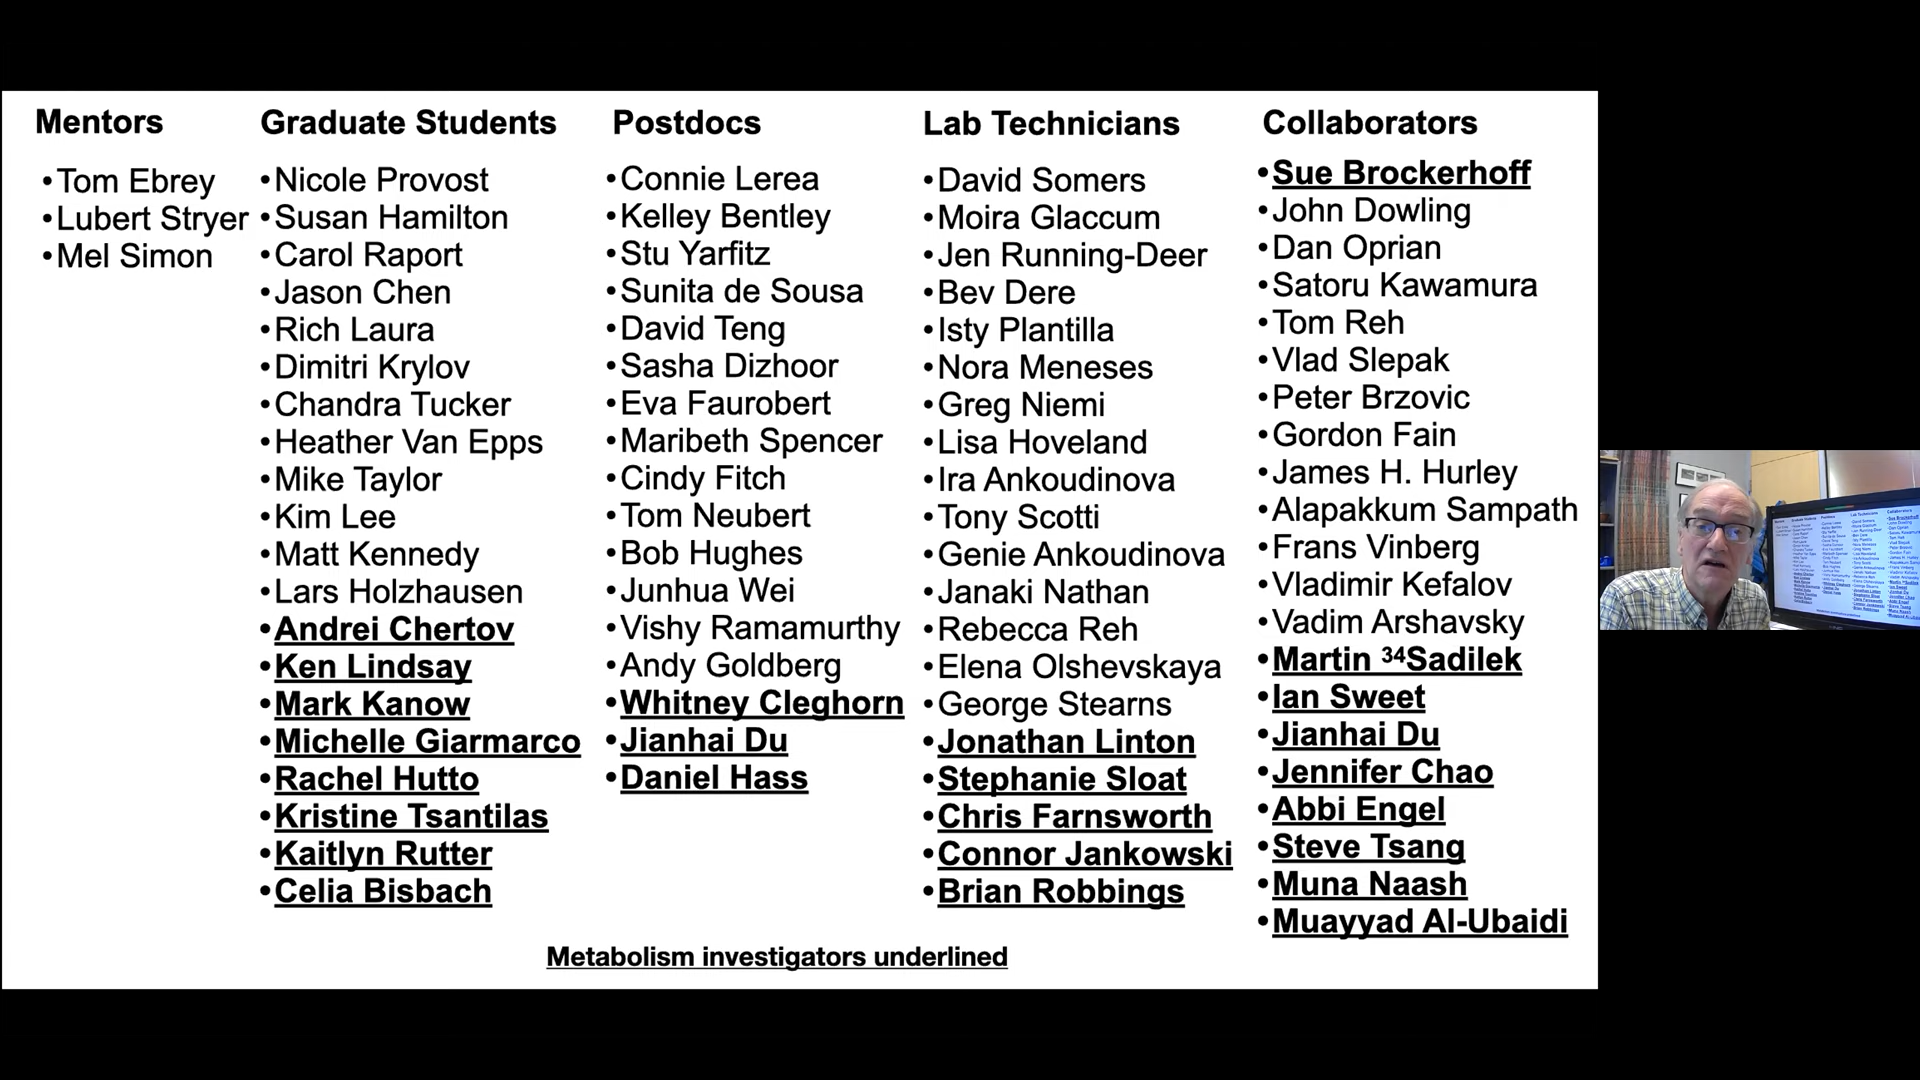 Mentors
•Tom Ebrey
•Lubert Stryer
•Mel Simon
Graduate Students
•Nicole Provost
•Susan Hamilton
•Carol Raport
•Jason Chen
•Rich Laura
•Dimitri Krylov
•Chandra Tucker
•Heather Van Epps
•Mike Taylor
•Kim Lee
•Matt Kennedy
•Lars Holzhausen
•Andrei Chertov
•Ken Lindsay
•Mark Kanow
•Michelle Giarmarco
•Rachel Hutto
•Kristine Tsantilas
•Kaitlyn Rutter
•Celia Bisbach
Postdocs
•Connie Lerea
•Kelley Bentley
•Stu Yarfitz
•Sunita de Sousa
•David Teng
•Sasha Dizhoor
•Eva Faurobert
•Maribeth Spencer
•Cindy Fitch
•Tom Neubert
•Bob Hughes
•Junhua Wei
•Vishy Ramamurthy
•Andy Goldberg
•Whitney Cleghorn
•Jianhai Du
•Daniel Hass
Lab Technicians
•David Somers
•Moira Glaccum
•Jen Running-Deer
•Bev Dere
•Isty Plantilla
•Nora Meneses
•Greg Niemi
•Lisa Hoveland
•Ira Ankoudinova
•Tony Scotti
•Genie Ankoudinova
•Janaki Nathan
•Rebecca Reh
•Elena Olshevskaya
•George Stearns
•Jonathan Linton
•Stephanie Sloat
•Chris Farnsworth
•Connor Jankowski
•Brian Robbings
Collaborators
•Sue Brockerhoff
•John Dowling
•Dan Oprian
•Satoru Kawamura
•Tom Reh
•Vlad Slepak
•Peter Brzovic
•Gordon Fain
•James H. Hurley
•Alapakkum Sampath
•Frans Vinberg
•Vladimir Kefalov
•Vadim Arshavsky
•Martin ³⁴Sadilek
•Ian Sweet
•Jianhai Du
•Jennifer Chao
•Abbi Engel
•Steve Tsang
•Muna Naash
•Muayyad Al-Ubaidi
Metabolism investigators underlined